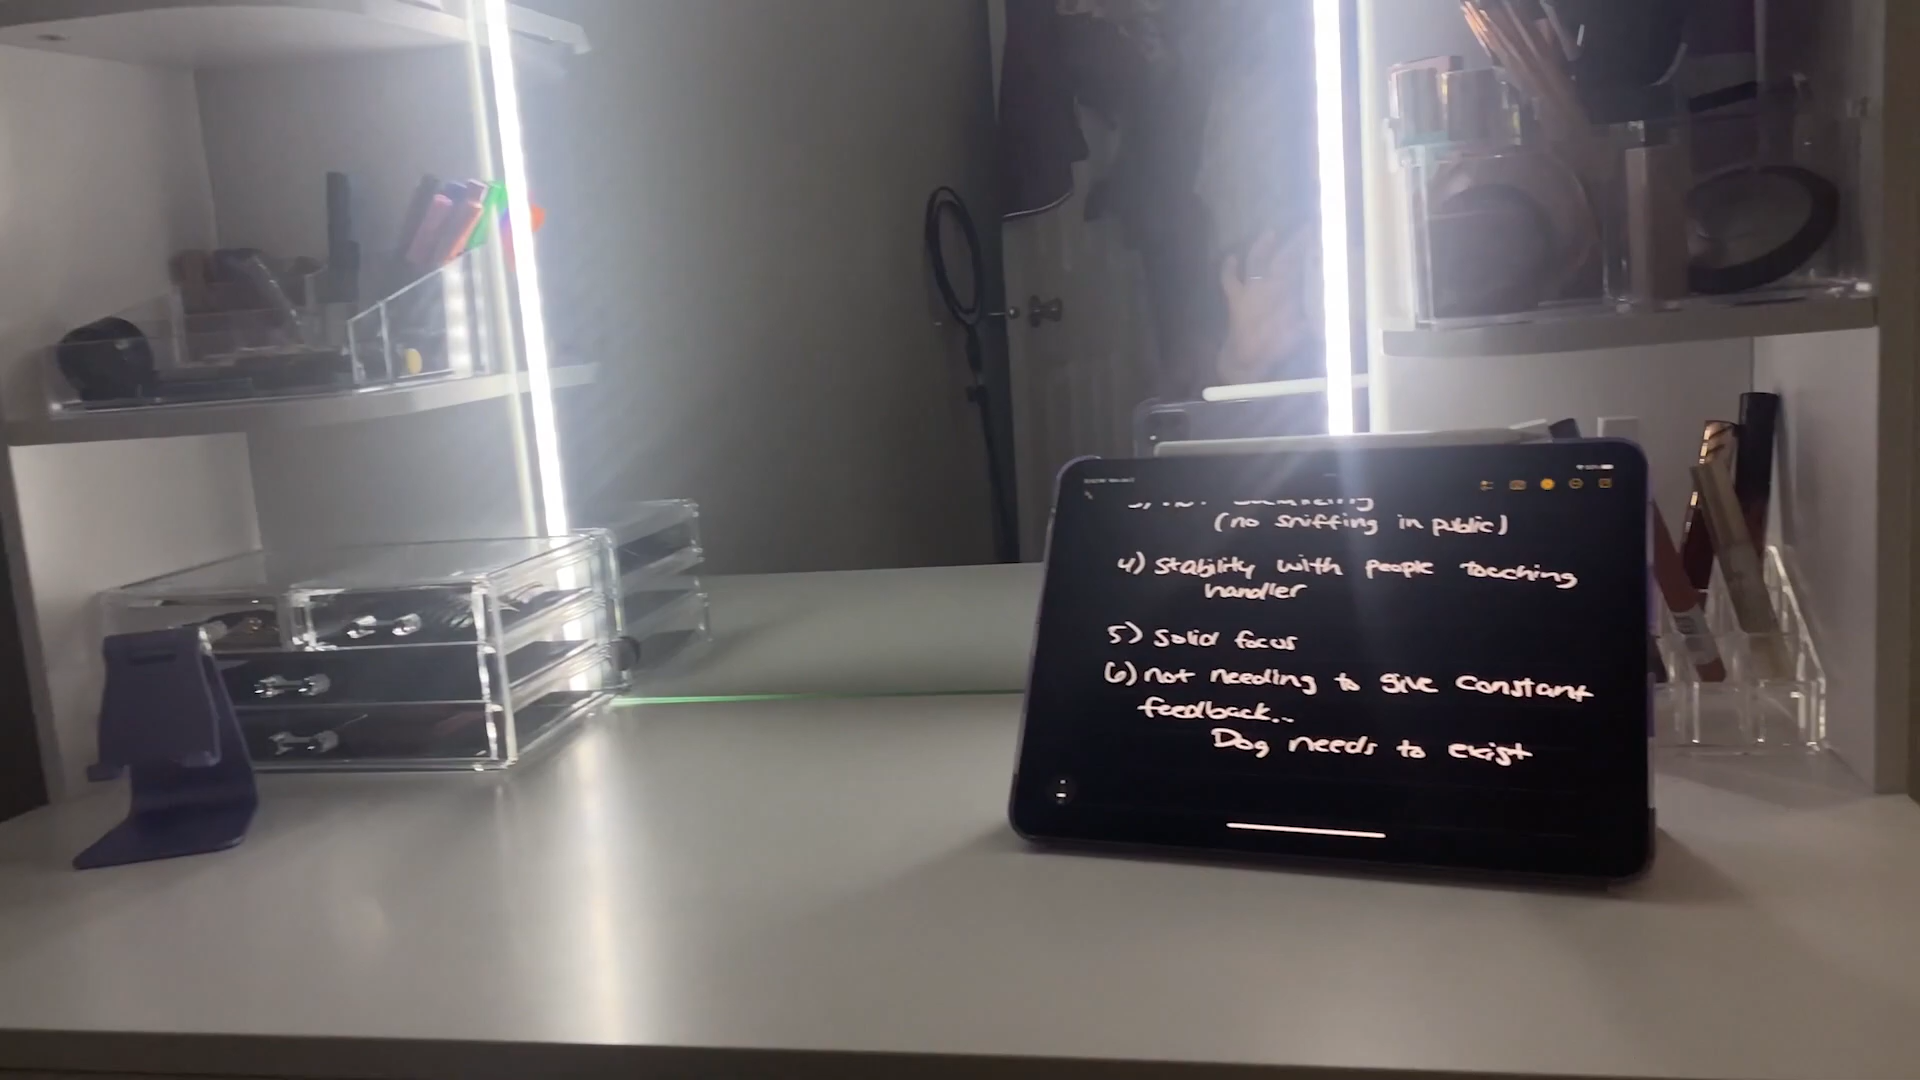 (no sniffing in public)
4) Stability with people touching
handler
5) Solid focus
6) not needing to give constant
feedback..
Dog needs to exist